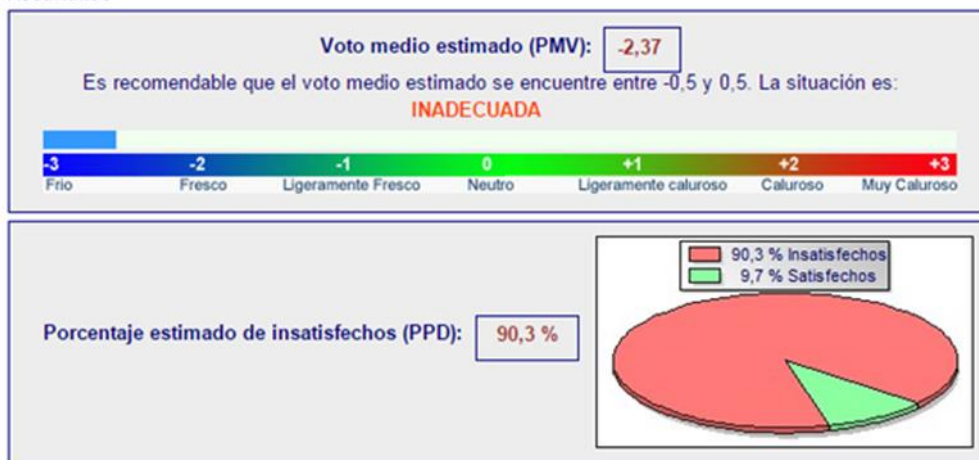 Voto medio estimado (PMV): -2,37
Es recomendable que el voto medio estimado se encuentre entre -0,5 y 0,5. La situación es:
INADECUADA
-3 -2 -1 0 +1 +2 +3
Frio Fresco Ligeramente Fresco Neutro Ligeramente caluroso Caluroso Muy Caluroso
90,3 % Insatisfechos
9,7 % Satisfechos
Porcentaje estimado de insatisfechos (PPD): 90,3 %